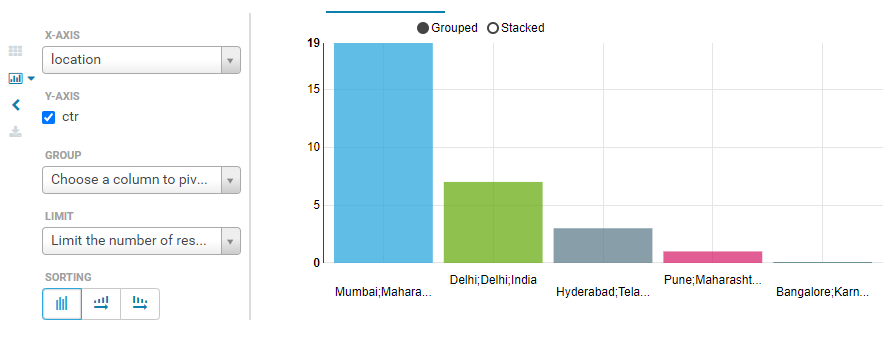 X-AXIS
location
Y-AXIS
ctr
GROUP
Choose a column to piv...
LIMIT
Limit the number of res...
SORTING
Grouped Stacked
19
15
10
5
0
Mumbai;Mahara...
Delhi;Delhi;India
Hyderabad;Tela...
Pune;Maharasht...
Bangalore;Karn...